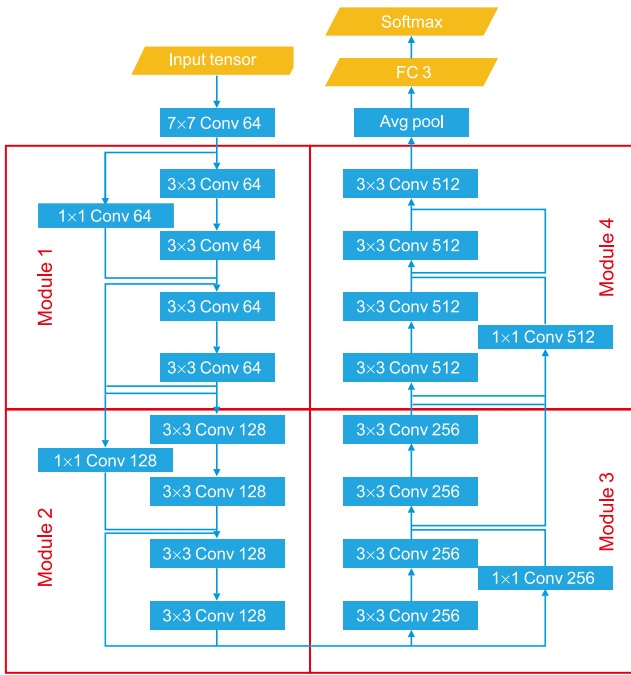 Input tensor
7×7 Conv 64
Module 1
3×3 Conv 64
1×1 Conv 64
3×3 Conv 64
3×3 Conv 64
3×3 Conv 64
Module 2
3×3 Conv 128
1×1 Conv 128
3×3 Conv 128
3×3 Conv 128
3×3 Conv 128
Softmax
FC 3
Avg pool
3×3 Conv 512
3×3 Conv 512
Module 4
3×3 Conv 512
1×1 Conv 512
3×3 Conv 512
3×3 Conv 256
3×3 Conv 256
Module 3
3×3 Conv 256
1×1 Conv 256
3×3 Conv 256